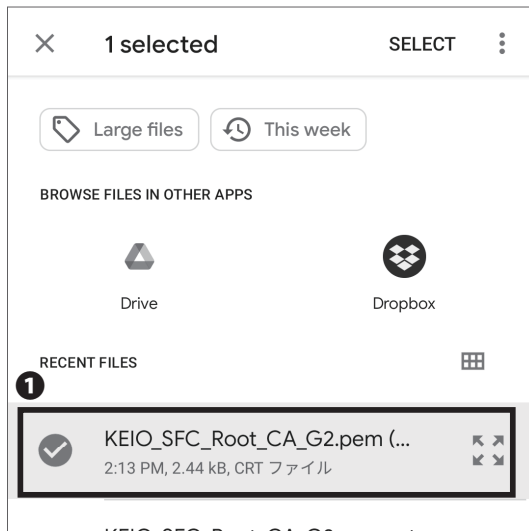 1 selected SELECT
Large files This week
BROWSE FILES IN OTHER APPS
Drive Dropbox
RECENT FILES
1
KEIO_SFC_Root_CA_G2.pem (...
2:13 PM, 2.44 kB, CRT ファイル